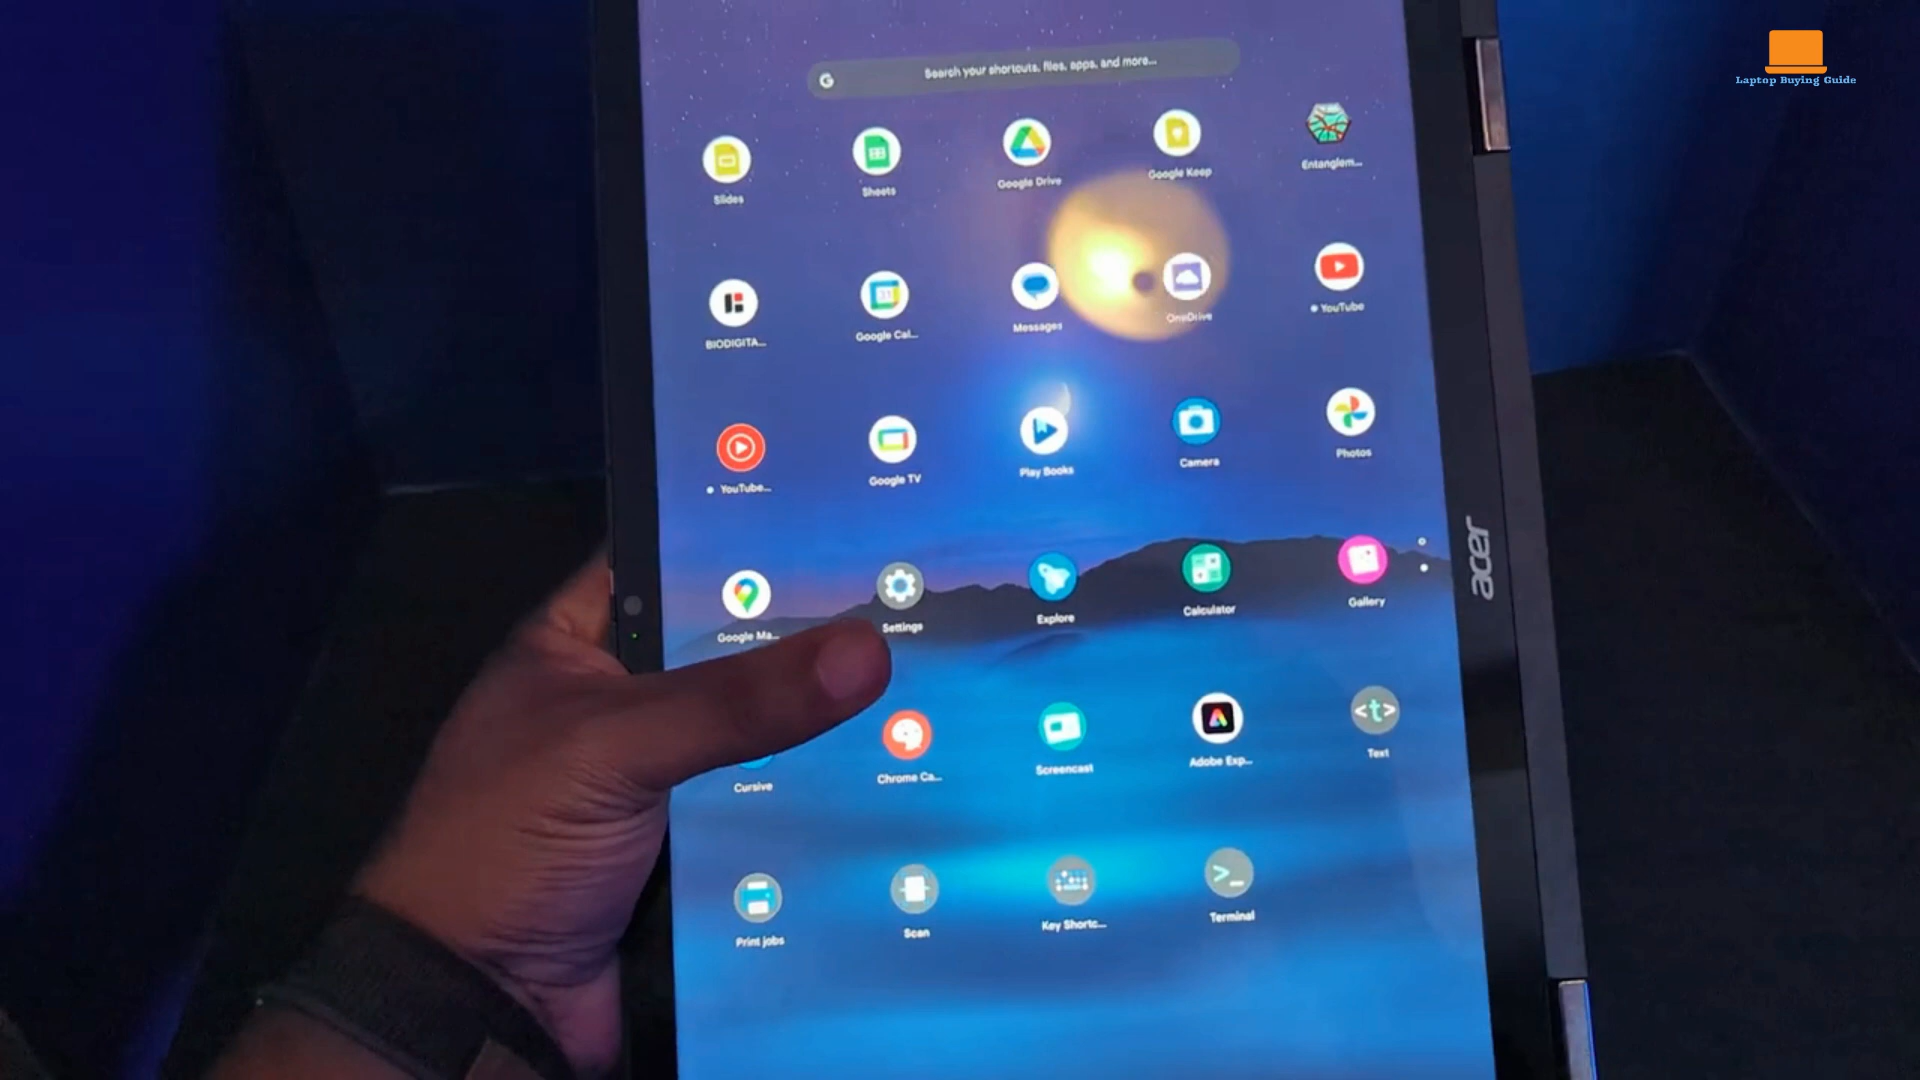 Laptop Buying Guide
G
Search your shortcuts, files, apps, and more...
Slides
Sheets
Google Drive
Google Keep
Entanglem...
BIODIGITA...
Google Cal...
31
Messages
OneDrive
YouTube
YouTube...
Google TV
Play Books
Camera
Photos
Google Ma...
Settings
Explore
Calculator
Gallery
acer
Cursive
Chrome Ca...
Screencast
Adobe Exp...
<t>
Text
Print jobs
Scan
Key Shortc...
>_
Terminal